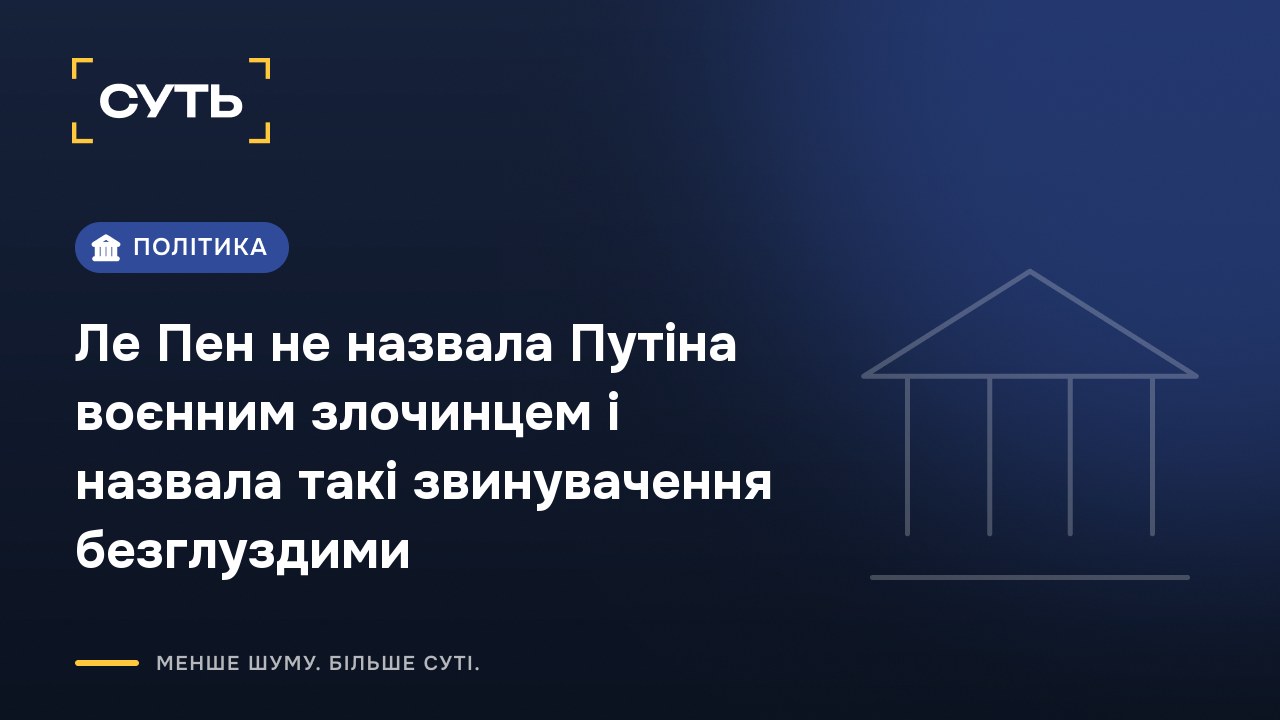 СУТЬ
ПОЛІТИКА
Ле Пен не назвала Путіна
воєнним злочинцем і
назвала такі звинувачення
безглуздими
МЕНШЕ ШУМУ. БІЛЬШЕ СУТІ.